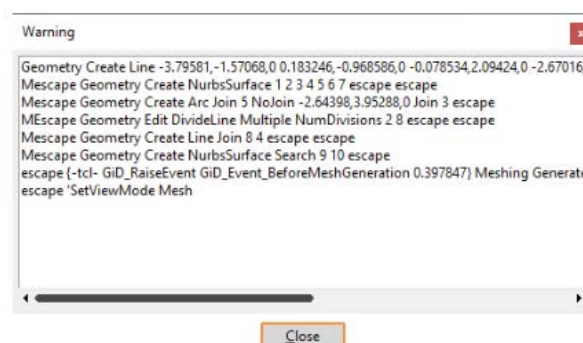 Warning
x
Geometry Create Line -3.79581,-1.57068,0 0.183246,-0.968586,0 -0.078534,2.09424,0 -2.67016
Mescape Geometry Create NurbsSurface 1 2 3 4 5 6 7 escape escape
Mescape Geometry Create Arc Join 5 NoJoin -2.64398,3.95288,0 Join 3 escape
MEscape Geometry Edit DivideLine Multiple NumDivisions 2 8 escape escape
Mescape Geometry Create Line Join 8 4 escape escape
Mescape Geometry Create NurbsSurface Search 9 10 escape
escape {-tcl- GiD_RaiseEvent GiD_Event_BeforeMeshGeneration 0.397847} Meshing Generate
escape 'SetViewMode Mesh
Close